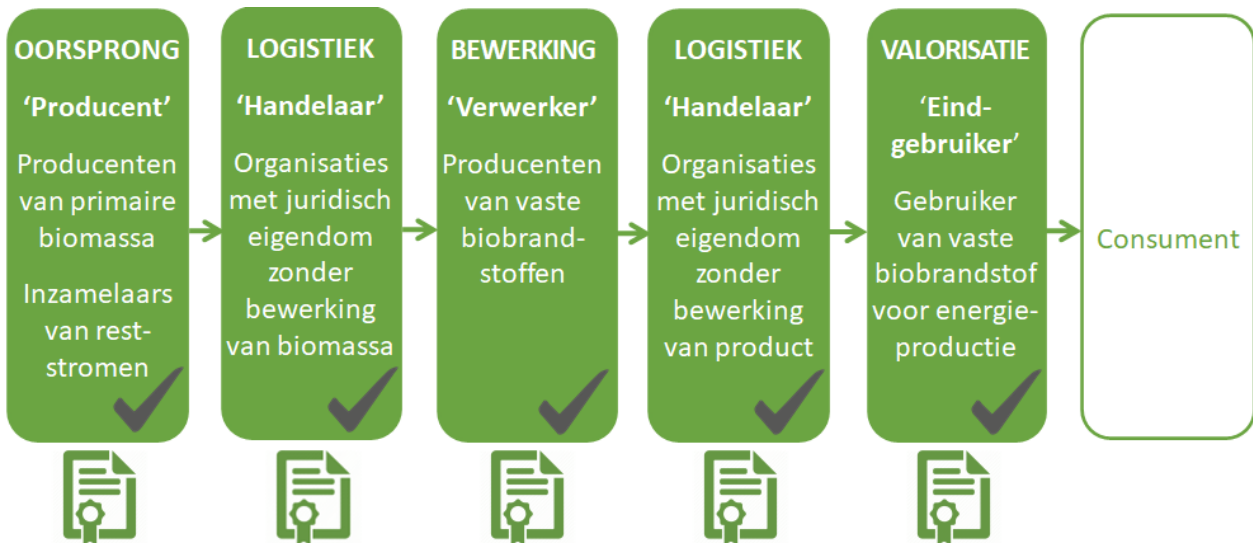 OORSPRONG
‘Producent’
Producenten
van primaire
biomassa
Inzamelaars
van rest-
stromen
LOGISTIEK
‘Handelaar’
Organisaties
met juridisch
eigendom
zonder
bewerking
van biomassa
BEWERKING
‘Verwerker’
Producenten
van vaste
biobrand-
stoffen
LOGISTIEK
‘Handelaar’
Organisaties
met juridisch
eigendom
zonder
bewerking
van product
VALORISATIE
‘Eind-
gebruiker’
Gebruiker
van vaste
biobrandstof
voor energie-
productie
Consument